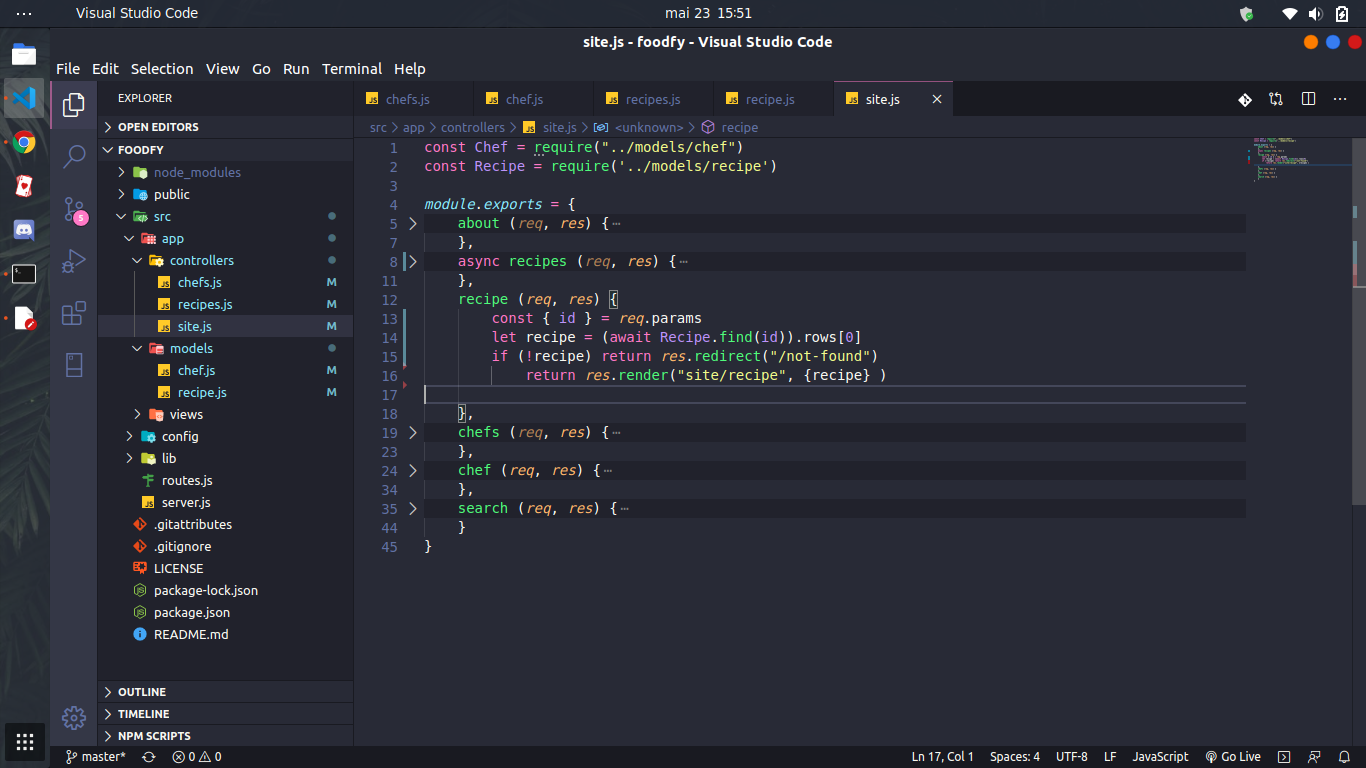 Visual Studio Code
mai 23 15:51
site.js - foodfy - Visual Studio Code
File Edit Selection View Go Run Terminal Help
EXPLORER
OPEN EDITORS
FOODFY
node_modules
public
src
app
controllers
chefs.js M
recipes.js M
site.js M
models
chef.js M
recipe.js M
views
config
lib
routes.js
server.js
.gitattributes
.gitignore
LICENSE
package-lock.json
package.json
README.md
OUTLINE
TIMELINE
NPM SCRIPTS
5
JS chefs.js JS chef.js JS recipes.js JS recipe.js JS site.js
src > app > controllers > JS site.js > <unknown> > recipe
1 const Chef = require("../models/chef")
2 const Recipe = require('../models/recipe')
3
4 module.exports = {
5 about (req, res) {⋯
7 },
8 async recipes (req, res) {⋯
11 },
12 recipe (req, res) {
13 const { id } = req.params
14 let recipe = (await Recipe.find(id)).rows[0]
15 if (!recipe) return res.redirect("/not-found")
16 return res.render("site/recipe", {recipe} )
17
18 },
19 chefs (req, res) {⋯
23 },
24 chef (req, res) {⋯
34 },
35 search (req, res) {⋯
44 }
45 }
master* 0 0 Ln 17, Col 1 Spaces: 4 UTF-8 LF JavaScript Go Live